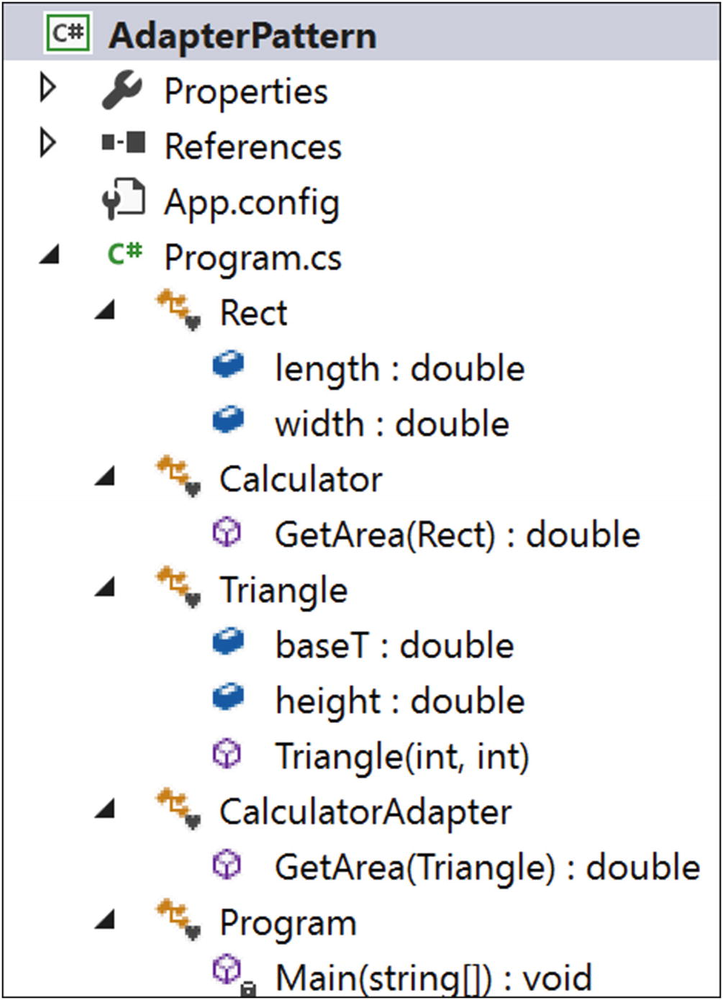 C# AdapterPattern
Properties
References
App.config
C# Program.cs
Rect
length : double
width : double
Calculator
GetArea(Rect) : double
Triangle
baseT : double
height : double
Triangle(int, int)
CalculatorAdapter
GetArea(Triangle) : double
Program
Main(string[]) : void